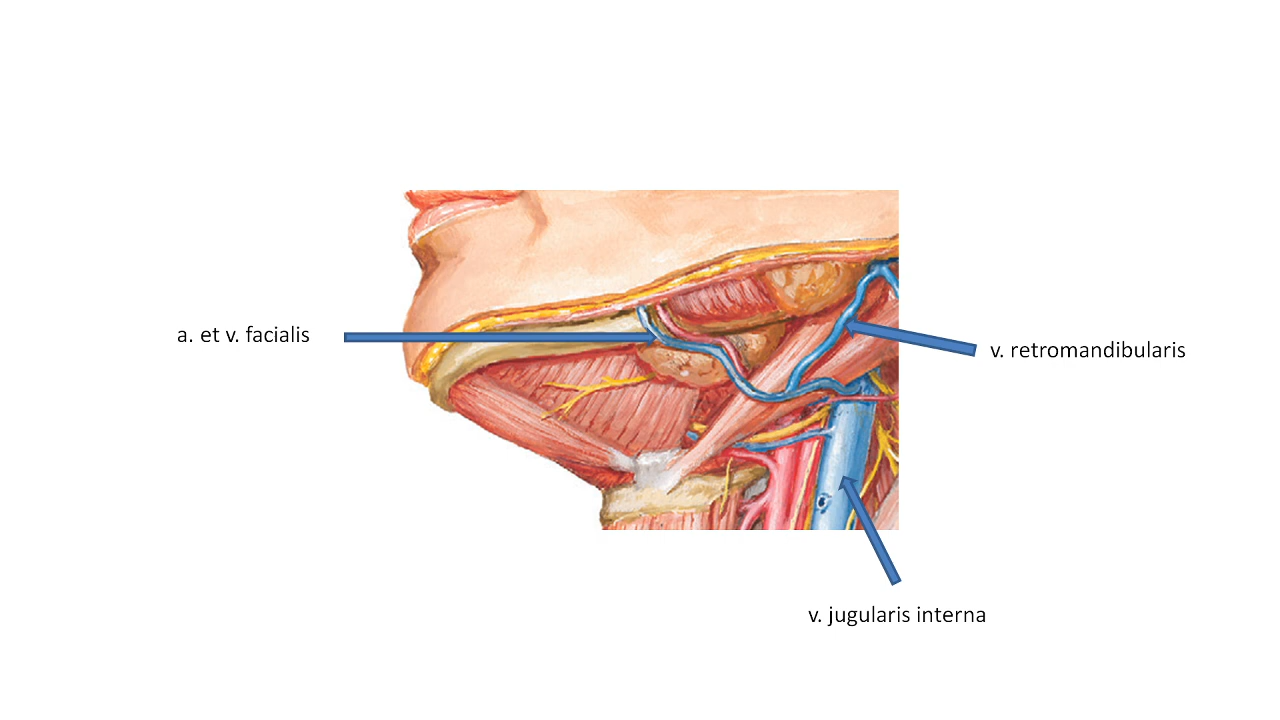 a. et v. facialis
v. retromandibularis
v. jugularis interna